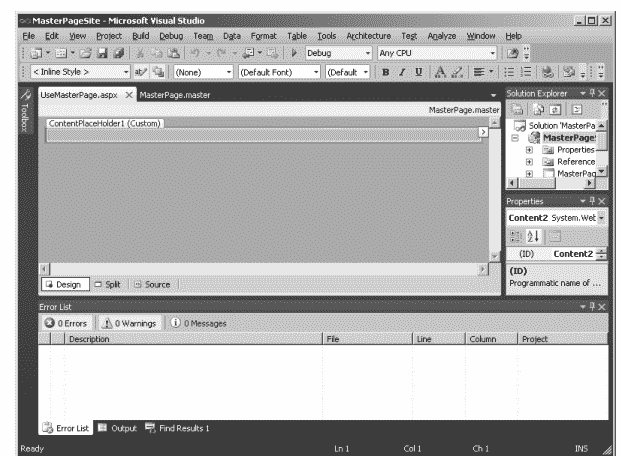 MasterPageSite - Microsoft Visual Studio
File Edit View Project Build Debug Team Data Format Table Tools Architecture Test Analyze Window Help
Debug Any CPU
< Inline Style > (None) (Default Font) (Default B I U A
UseMasterPage.aspx MasterPage.master
MasterPage.master
ContentPlaceHolder1 (Custom)
Design Split Source
Toolbox
Solution Explorer
Solution 'MasterPa
MasterPage
Properties
Reference
MasterPag
Properties
Content2 System.Web
(ID) Content2
(ID)
Programmatic name of ...
Error List
0 Errors 0 Warnings 0 Messages
Description File Line Column Project
Error List Output Find Results 1
Ready Ln 1 Col 1 Ch 1 INS